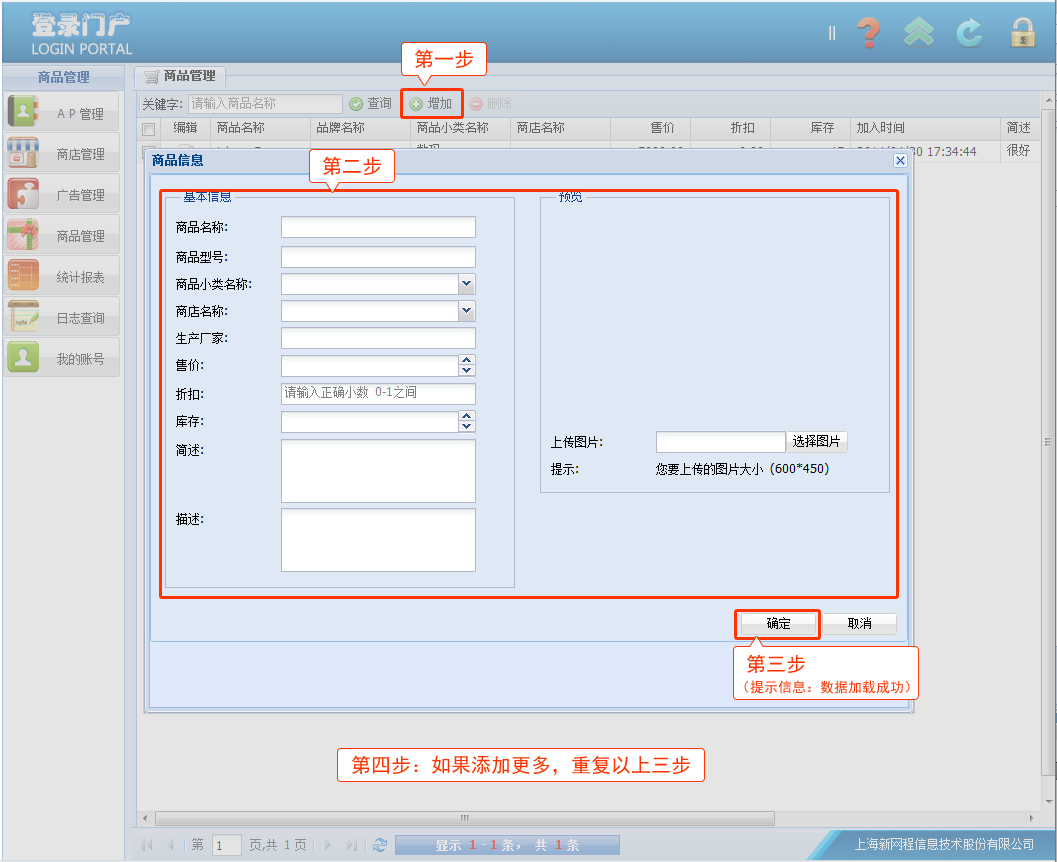 登录门户
LOGIN PORTAL
第一步
商品管理
商品管理
关键字: 请输入商品名称 查询 增加 删除
编辑 商品名称 品牌名称 商品小类名称 商店名称 售价 折扣 库存 加入时间 简述
30 17:34:44 很好
AP管理
商店管理
广告管理
商品管理
统计报表
日志查询
我的账号
商品信息
第二步
基本信息
商品名称:
商品型号:
商品小类名称:
商店名称:
生产厂家:
售价:
折扣: 请输入正确小数 0-1之间
库存:
简述:
描述:
预览
上传图片: 选择图片
提示: 您要上传的图片大小 (600*450)
确定 取消
第三步
（提示信息：数据加载成功）
第四步：如果添加更多，重复以上三步
第 1 页,共 1 页 显示 1 - 1 条， 共 1 条
上海新网程信息技术股份有限公司